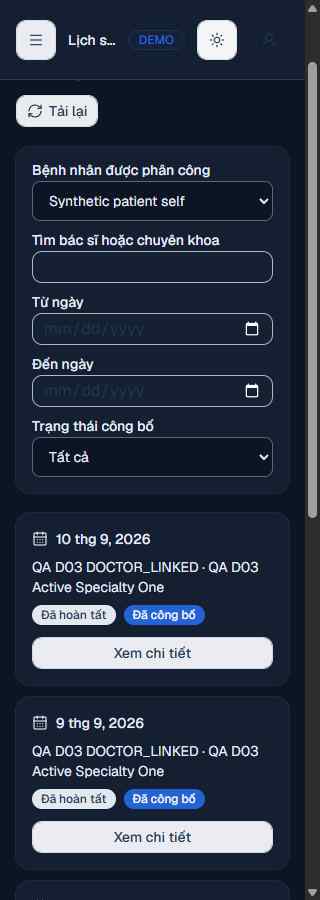 Lịch s...
DEMO
Tải lại
Bệnh nhân được phân công
Synthetic patient self
Tìm bác sĩ hoặc chuyên khoa
Từ ngày
mm/dd/yyyy
Đến ngày
mm/dd/yyyy
Trạng thái công bố
Tất cả
10 thg 9, 2026
QA D03 DOCTOR_LINKED · QA D03
Active Specialty One
Đã hoàn tất
Đã công bố
Xem chi tiết
9 thg 9, 2026
QA D03 DOCTOR_LINKED · QA D03
Active Specialty One
Đã hoàn tất
Đã công bố
Xem chi tiết